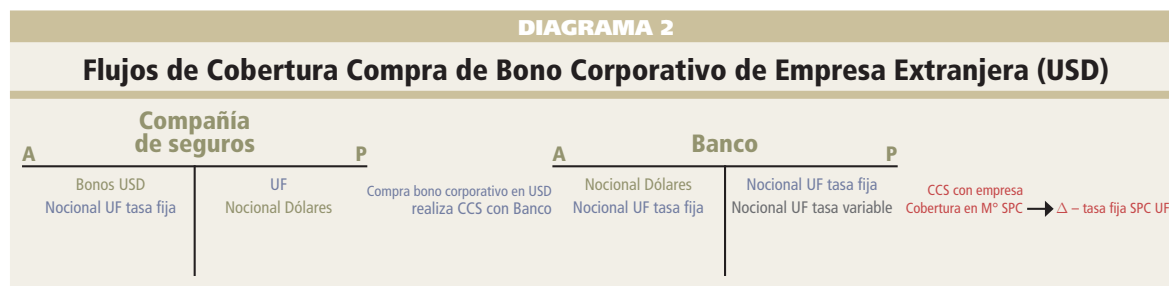 DIAGRAMA 2
Flujos de Cobertura Compra de Bono Corporativo de Empresa Extranjera (USD)
Compañía
de seguros
A
P
Bonos USD
UF
Nocional UF tasa fija
Nocional Dólares
Compra bono corporativo en USD
realiza CCS con Banco
Banco
A
P
Nocional Dólares
Nocional UF tasa fija
Nocional UF tasa fija
Nocional UF tasa variable
CCS con empresa
Cobertura en Mº SPC
Δ – tasa fija SPC UF